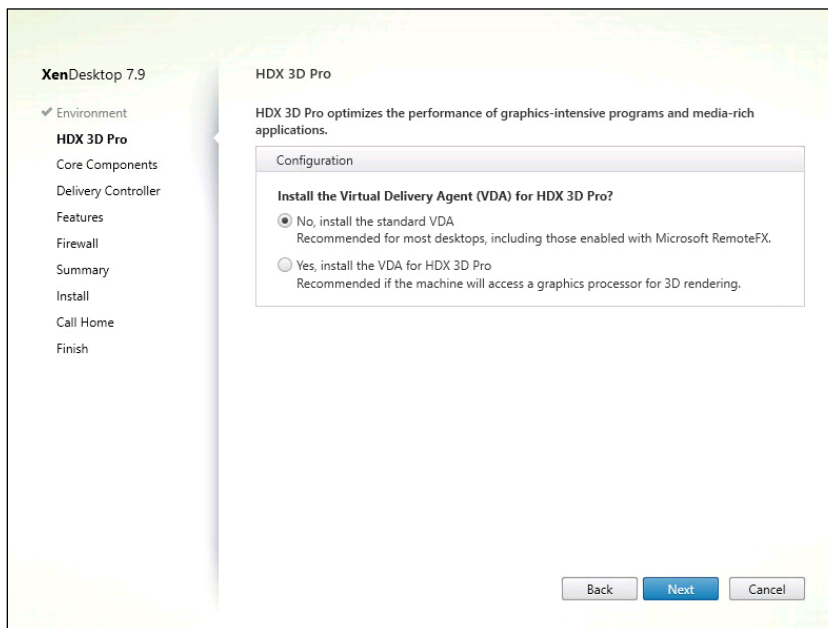 XenDesktop 7.9
Environment
HDX 3D Pro
Core Components
Delivery Controller
Features
Firewall
Summary
Install
Call Home
Finish
HDX 3D Pro
HDX 3D Pro optimizes the performance of graphics-intensive programs and media-rich
applications.
Configuration
Install the Virtual Delivery Agent (VDA) for HDX 3D Pro?
No, install the standard VDA
Recommended for most desktops, including those enabled with Microsoft RemoteFX.
Yes, install the VDA for HDX 3D Pro
Recommended if the machine will access a graphics processor for 3D rendering.
Back Next Cancel